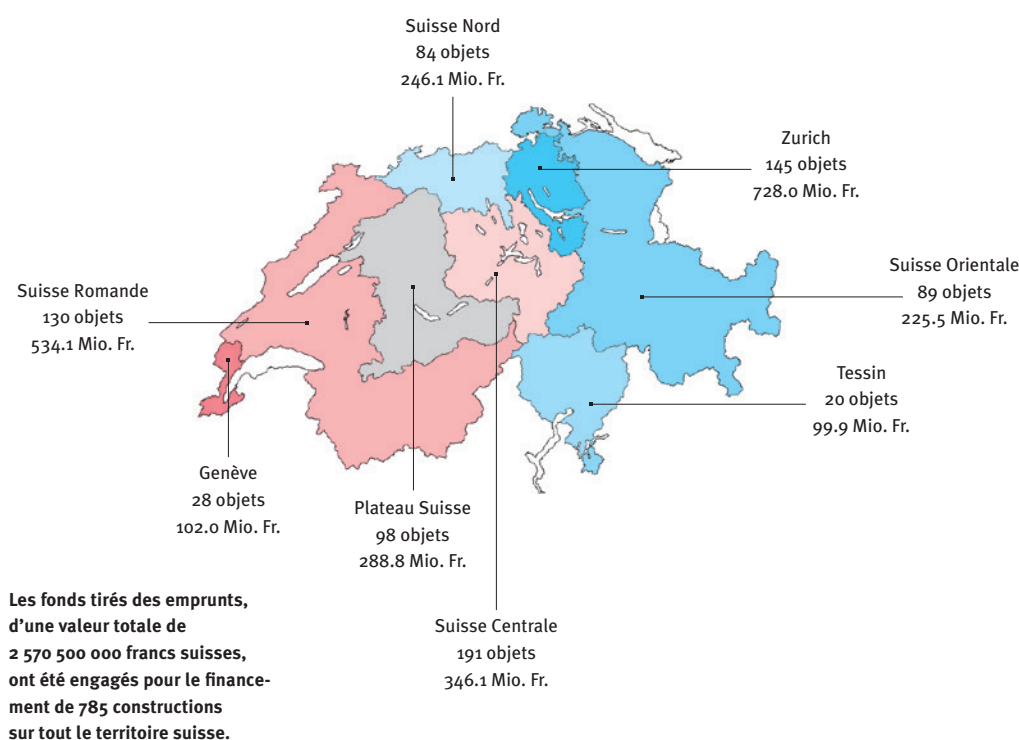 Suisse Nord
84 objets
246.1 Mio. Fr.
Zurich
145 objets
728.0 Mio. Fr.
Suisse Orientale
89 objets
225.5 Mio. Fr.
Suisse Romande
130 objets
534.1 Mio. Fr.
Tessin
20 objets
99.9 Mio. Fr.
Genève
28 objets
102.0 Mio. Fr.
Plateau Suisse
98 objets
288.8 Mio. Fr.
Suisse Centrale
191 objets
346.1 Mio. Fr.
Les fonds tirés des emprunts,
d'une valeur totale de
2 570 500 000 francs suisses,
ont été engagés pour le finance-
ment de 785 constructions
sur tout le territoire suisse.